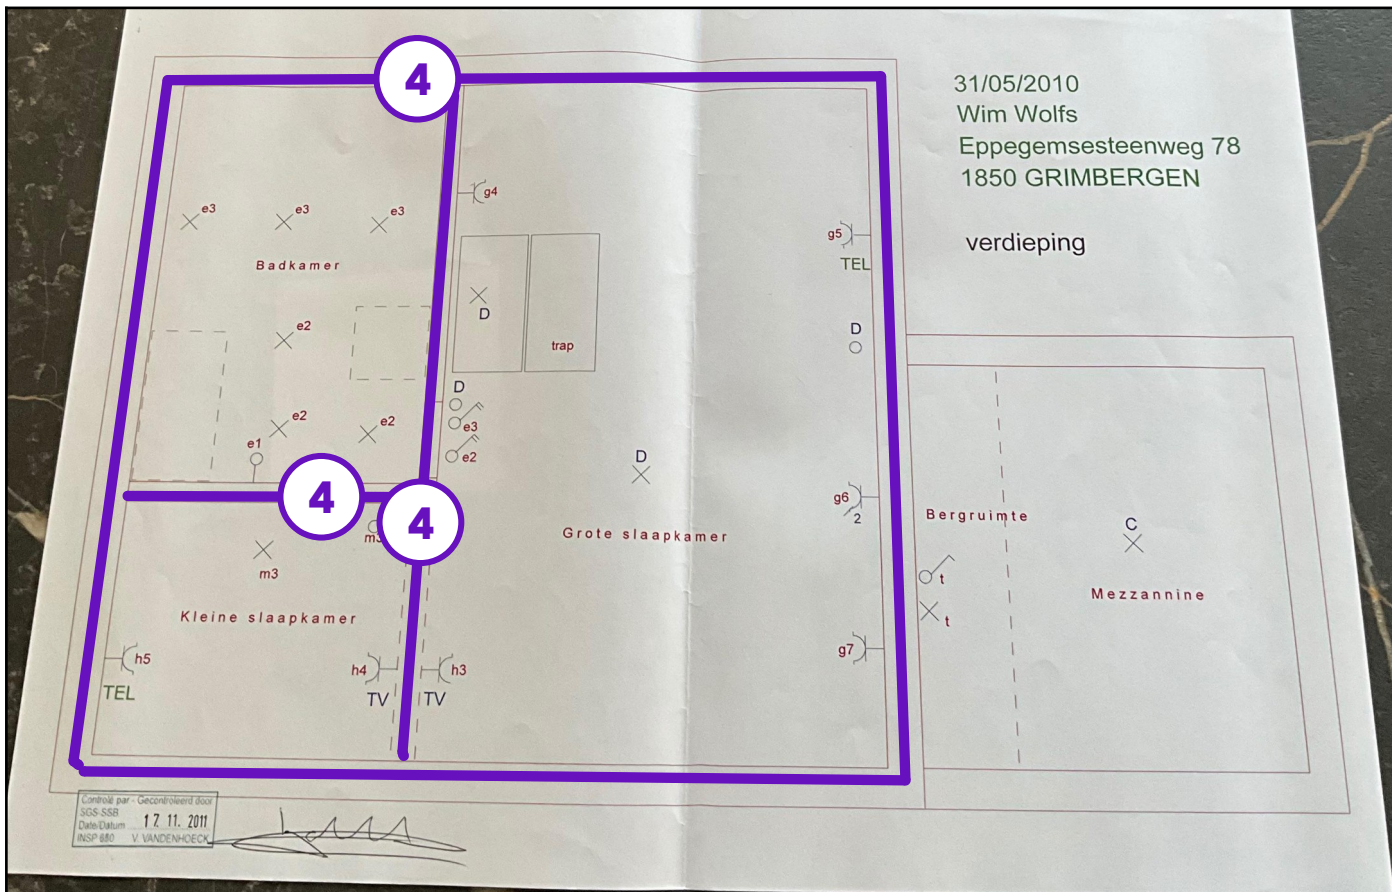 4
31/05/2010
Wim Wolfs
Eppegemsesteenweg 78
1850 GRIMBERGEN
verdieping
g4
e3 e3 e3
g5
TEL
Badkamer
D
D
e2
trap
D
e3
e2 e2
e1
e2
D
4
4
g6
2
Bergruimte
C
Grote slaapkamer
m3
m3
t
Mezzannine
Kleine slaapkamer
t
h5
h4
h3
g7
TEL
TV
TV
Controlé par - Gecontroleerd door
SGS SSB
Date/Datum 17. 11. 2011
INSP 680 V. VANDENHOECK